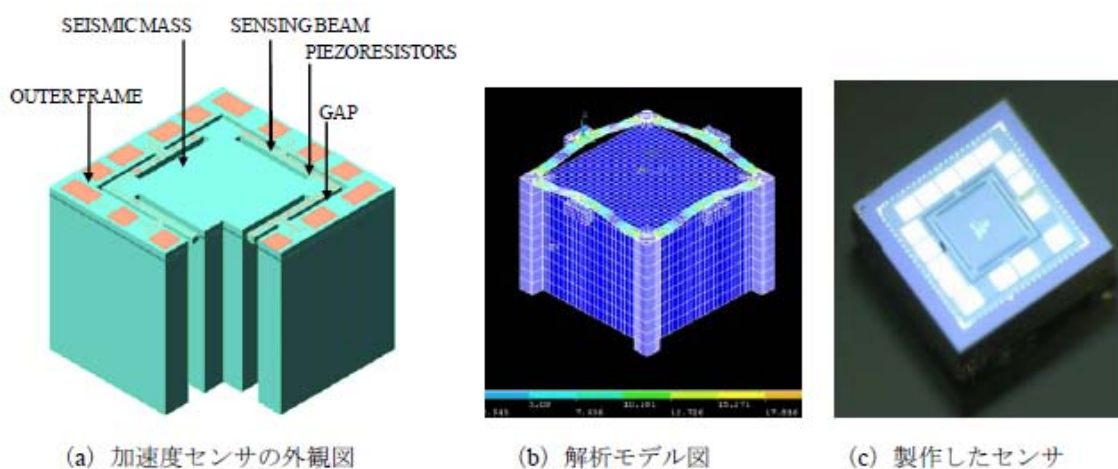 SEISMIC MASS
SENSING BEAM
PIEZORESISTORS
OUTER FRAME
GAP
(a) 加速度センサの外観図
(b) 解析モデル図
(c) 製作したセンサ